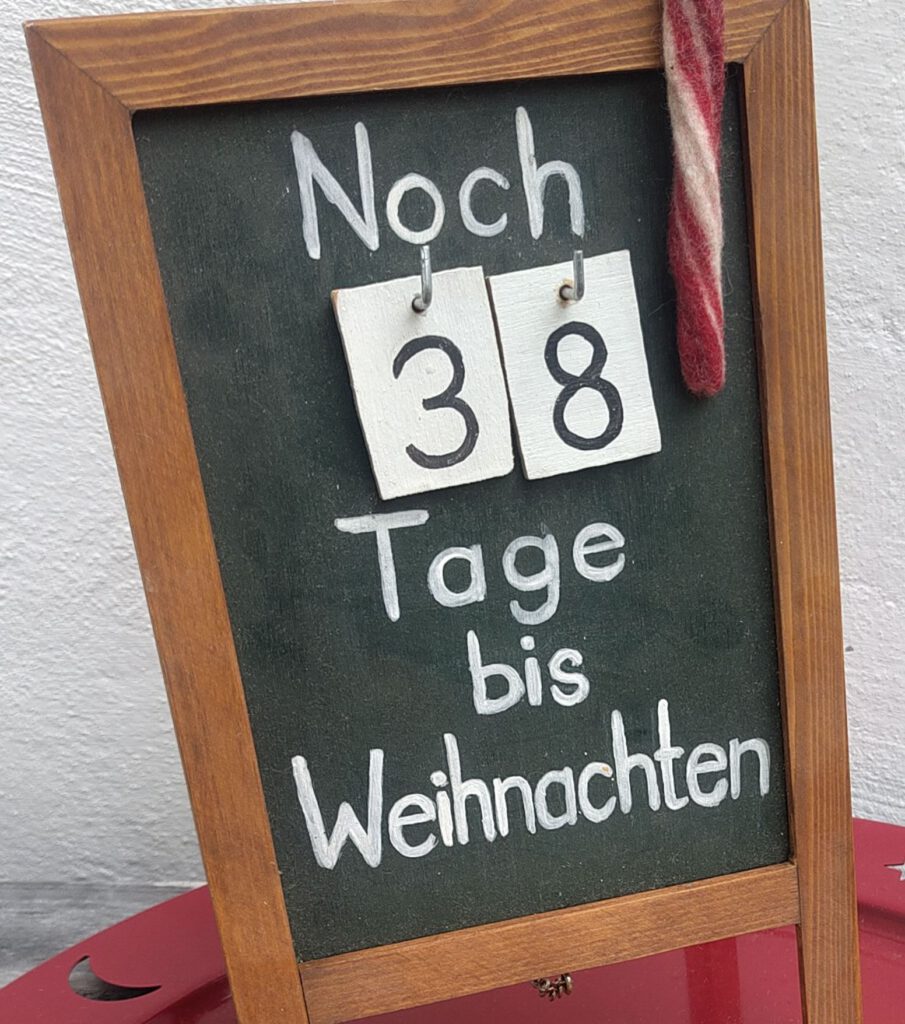 Noch
38
Tage
bis
Weihnachten